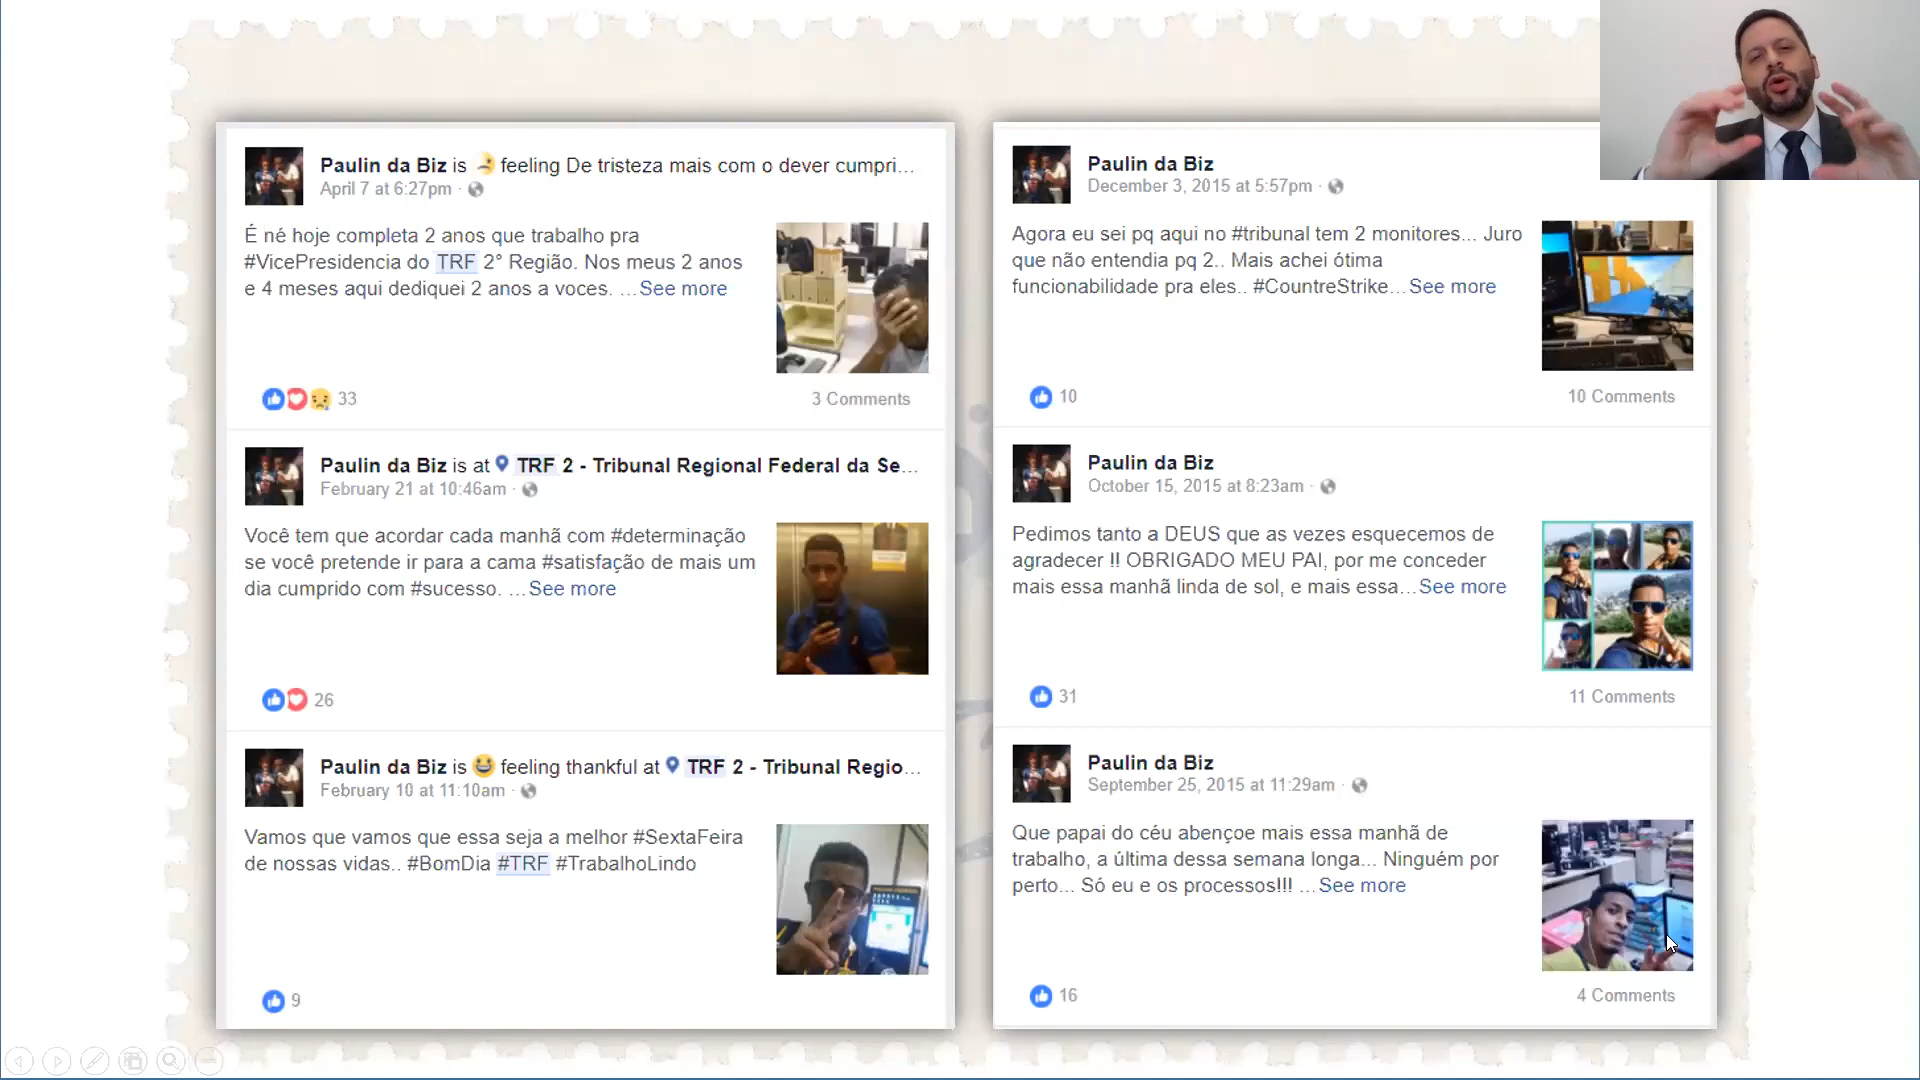 Paulin da Biz is feeling De tristeza mais com o dever cumpri...
April 7 at 6:27pm ·
É né hoje completa 2 anos que trabalho pra
#VicePresidencia do TRF 2° Região. Nos meus 2 anos
e 4 meses aqui dediquei 2 anos a voces. ...See more
33
3 Comments
Paulin da Biz is at TRF 2 - Tribunal Regional Federal da Se...
February 21 at 10:46am ·
Você tem que acordar cada manhã com #determinação
se você pretende ir para a cama #satisfação de mais um
dia cumprido com #sucesso. ...See more
26
Paulin da Biz is feeling thankful at TRF 2 - Tribunal Regio...
February 10 at 11:10am ·
Vamos que vamos que essa seja a melhor #SextaFeira
de nossas vidas.. #BomDia #TRF #TrabalhoLindo
9
Paulin da Biz
December 3, 2015 at 5:57pm ·
Agora eu sei pq aqui no #tribunal tem 2 monitores... Juro
que não entendia pq 2.. Mais achei ótima
funcionabilidade pra eles.. #CountreStrike...See more
10
10 Comments
Paulin da Biz
October 15, 2015 at 8:23am ·
Pedimos tanto a DEUS que as vezes esquecemos de
agradecer !! OBRIGADO MEU PAI, por me conceder
mais essa manhã linda de sol, e mais essa...See more
31
11 Comments
Paulin da Biz
September 25, 2015 at 11:29am ·
Que papai do céu abençoe mais essa manhã de
trabalho, a última dessa semana longa... Ninguém por
perto... Só eu e os processos!!! ...See more
16
4 Comments